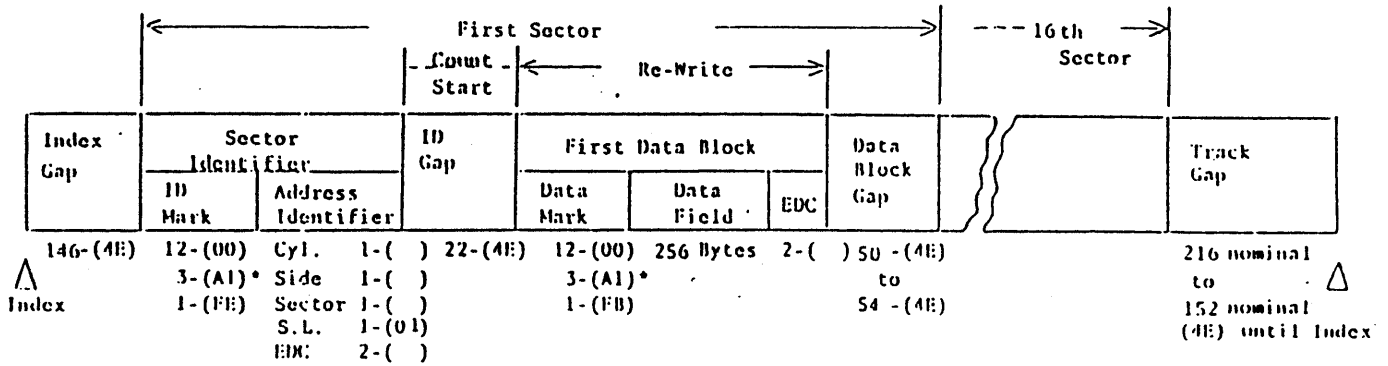 First Sector
--- 16th
Sector
Count
Start
Re-Write
Index
Gap
Sector
Identifier
ID
Mark
Address
Identifier
ID
Gap
First Data Block
Data
Mark
Data
Field
EDC
Data
Block
Gap
Track
Gap
146-(4E) 12-(00) Cyl. 1-( ) 22-(4E) 12-(00) 256 Bytes 2-( ) 50 -(4E) 216 nominal
3-(A1)* Side 1-( ) 3-(A1)* to to
Index 1-(FE) Sector 1-( ) 1-(FB) 54 -(4E) 152 nominal
S.L. 1-(01) (4E) until Index
EDC 2-( )